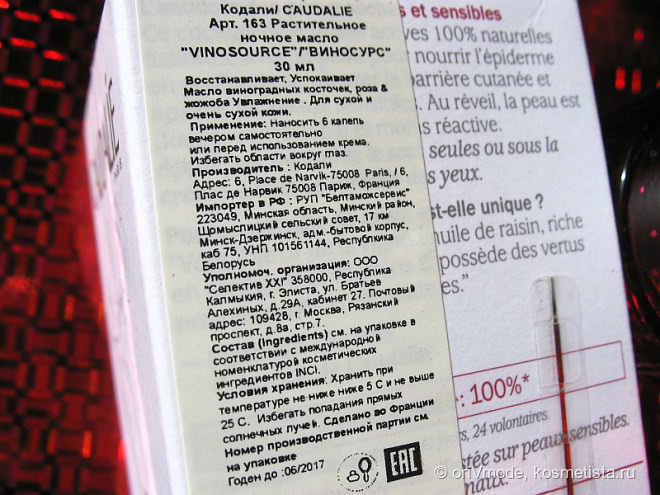 Кодали/ CAUDALIE
Арт. 163 Растительное
ночное масло
"VINOSOURCE"/"ВИНОСУРС"
30 мл
Восстанавливает, Успокаивает
Масло виноградных косточек, роза &
жожоба Увлажнение . Для сухой и
очень сухой кожи.
Применение: Наносить 6 капель
вечером самостоятельно
или перед использованием крема.
Избегать области вокруг глаз.
Производитель : Кодали
Адрес: 6, Place de Narvik-75008 Paris, / 6,
Плас де Нарвик 75008 Париж, Франция
Импортер в РФ : РУП "Белтаможсервис"
223049, Минская область, Минский район,
Щомыслицкий сельский совет, 17 км
Минск-Дзержинск, адм.-бытовой корпус,
каб 75, УНП 101561144, Республика
Белорусь
Уполномоч. организация: ООО
"Селектив XXI" 358000, Республика
Калмыкия, г. Элиста, ул. Братьев
Алехиных, д.29А, кабинет 27. Почтовый
адрес: 109428, г. Москва, Рязанский
проспект, д.8а, стр.7.
Состав (Ingredients) см. на упаковке в
соответствии с международной
номенклатурой косметических
ингредиентов INCI.
Условия хранения: Хранить при
температуре не ниже ниже 5 С и не выше
25 С. Избегать попадания прямых
солнечных лучей. Сделано во Франции
Номер производственной партии см.
на упаковке
Годен до :06/2017
EAC
s et sensibles
ves 100% naturelles
nourrir l'épiderme
arrière cutanée et
. Au réveil, la peau est
ns réactive.
seules ou sous la
s yeux.
st-elle unique ?
huile de raisin, riche
possède des vertus
es."
: 100%*
rs, 24 volontaires.
stée sur peaux sensibles.
naux.
© onVmode, kosmetista.ru